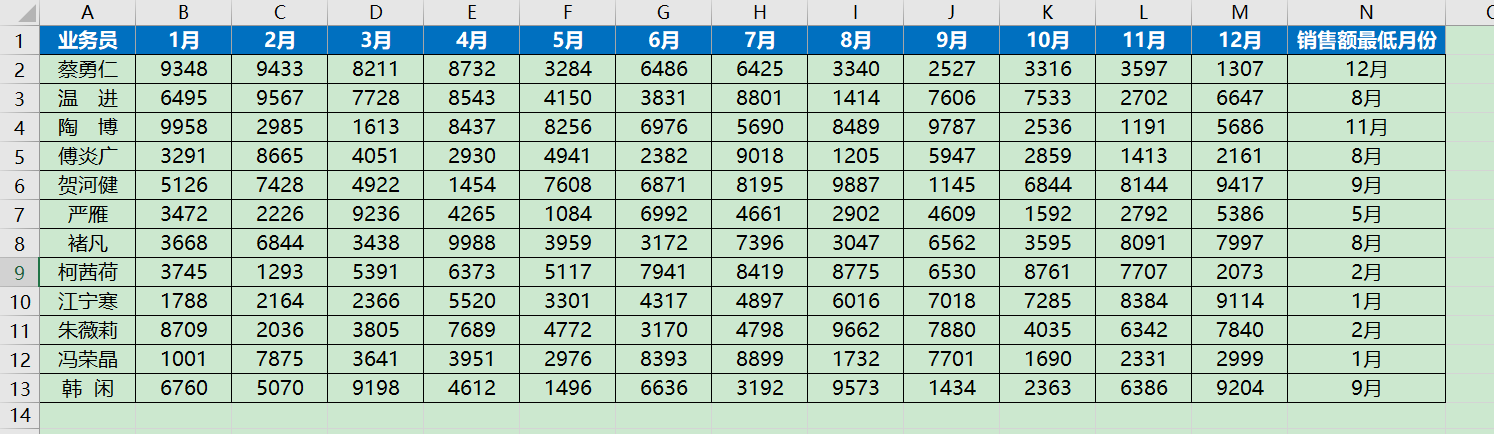 A B C D E F G H I J K L M N
1 业务员 1月 2月 3月 4月 5月 6月 7月 8月 9月 10月 11月 12月 销售额最低月份
2 蔡勇仁 9348 9433 8211 8732 3284 6486 6425 3340 2527 3316 3597 1307 12月
3 温　进 6495 9567 7728 8543 4150 3831 8801 1414 7606 7533 2702 6647 8月
4 陶　博 9958 2985 1613 8437 8256 6976 5690 8489 9787 2536 1191 5686 11月
5 傅炎广 3291 8665 4051 2930 4941 2382 9018 1205 5947 2859 1413 2161 8月
6 贺河健 5126 7428 4922 1454 7608 6871 8195 9887 1145 6844 8144 9417 9月
7 严雁 3472 2226 9236 4265 1084 6992 4661 2902 4609 1592 2792 5386 5月
8 褚凡 3668 6844 3438 9988 3959 3172 7396 3047 6562 3595 8091 7997 8月
9 柯茜荷 3745 1293 5391 6373 5117 7941 8419 8775 6530 8761 7707 2073 2月
10 江宁寒 1788 2164 2366 5520 3301 4317 4897 6016 7018 7285 8384 9114 1月
11 朱薇莉 8709 2036 3805 7689 4772 3170 4798 9662 7880 4035 6342 7840 2月
12 冯荣晶 1001 7875 3641 3951 2976 8393 8899 1732 7701 1690 2331 2999 1月
13 韩  闲 6760 5070 9198 4612 1496 6636 3192 9573 1434 2363 6386 9204 9月
14